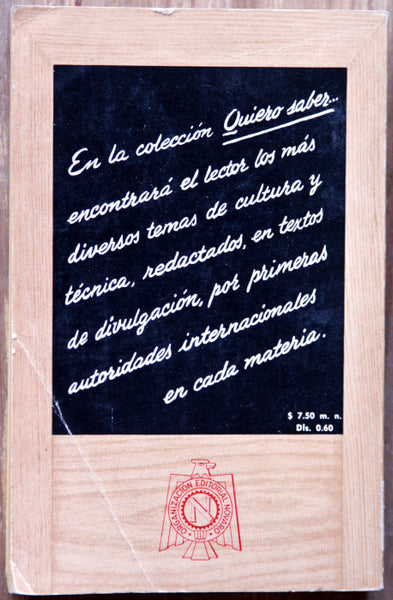 En la colección Quiero saber...
encontrará el lector los más
diversos temas de cultura y
técnica, redactados, en textos
de divulgación, por primeras
autoridades internacionales
en cada materia.
$ 7.50 m. n.
Dls. 0.60
ORGANIZACIÓN EDITORIAL NOVARO
N